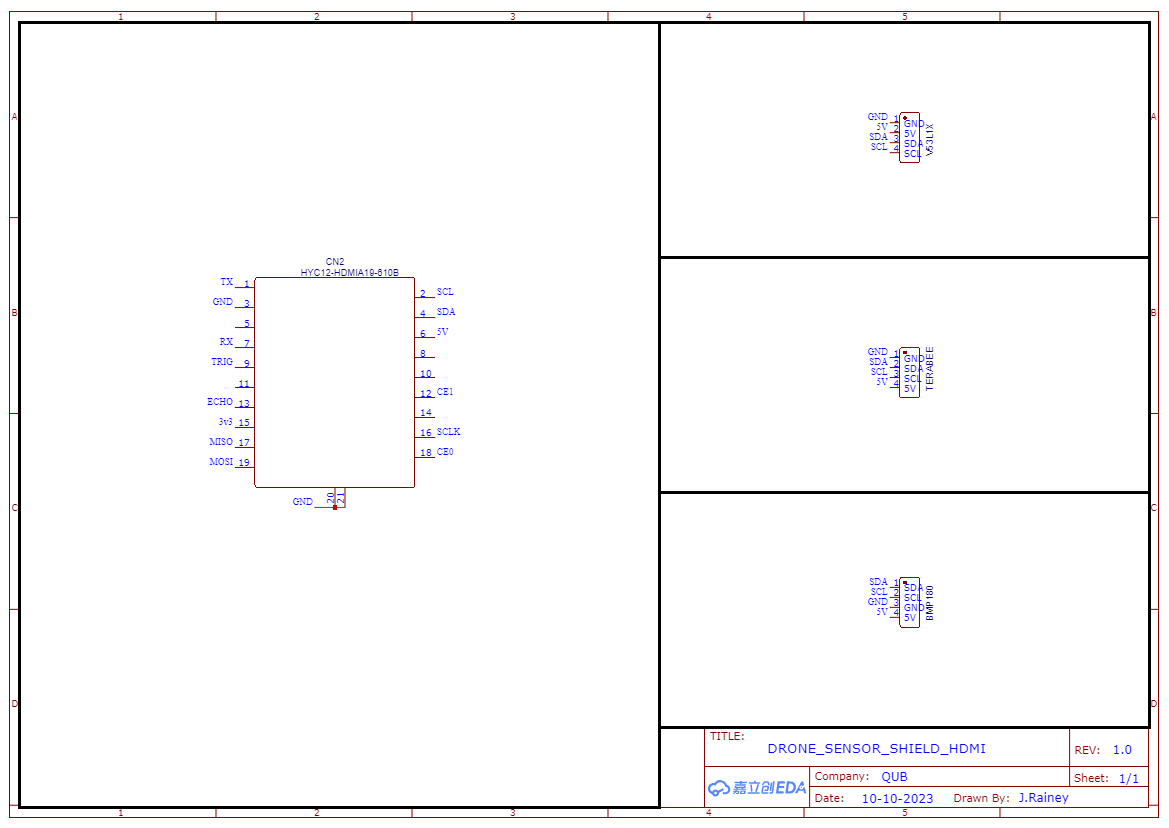 1 2 3 4 5
A A
B B
C C
D D
1 2 3 4 5
CN2
HYC12-HDMIA19-610B
TX 1
GND 3
5
RX 7
TRIG 9
11
ECHO 13
3v3 15
MISO 17
MOSI 19
2 SCL
4 SDA
6 5V
8
10
12 CE1
14
16 SCLK
18 CE0
GND 20 21
GND 1 GND
5V 2 5V
SDA 3 SDA
SCL 4 SCL
V53L1X
GND 1 GND
SDA 2 SDA
SCL 3 SCL
5V 4 5V
TERABEE
SDA 1 SDA
SCL 2 SCL
GND 3 GND
5V 4 5V
BMP180
TITLE:
DRONE_SENSOR_SHIELD_HDMI
REV: 1.0
嘉立创EDA
Company: QUB
Sheet: 1/1
Date: 10-10-2023 Drawn By: J.Rainey